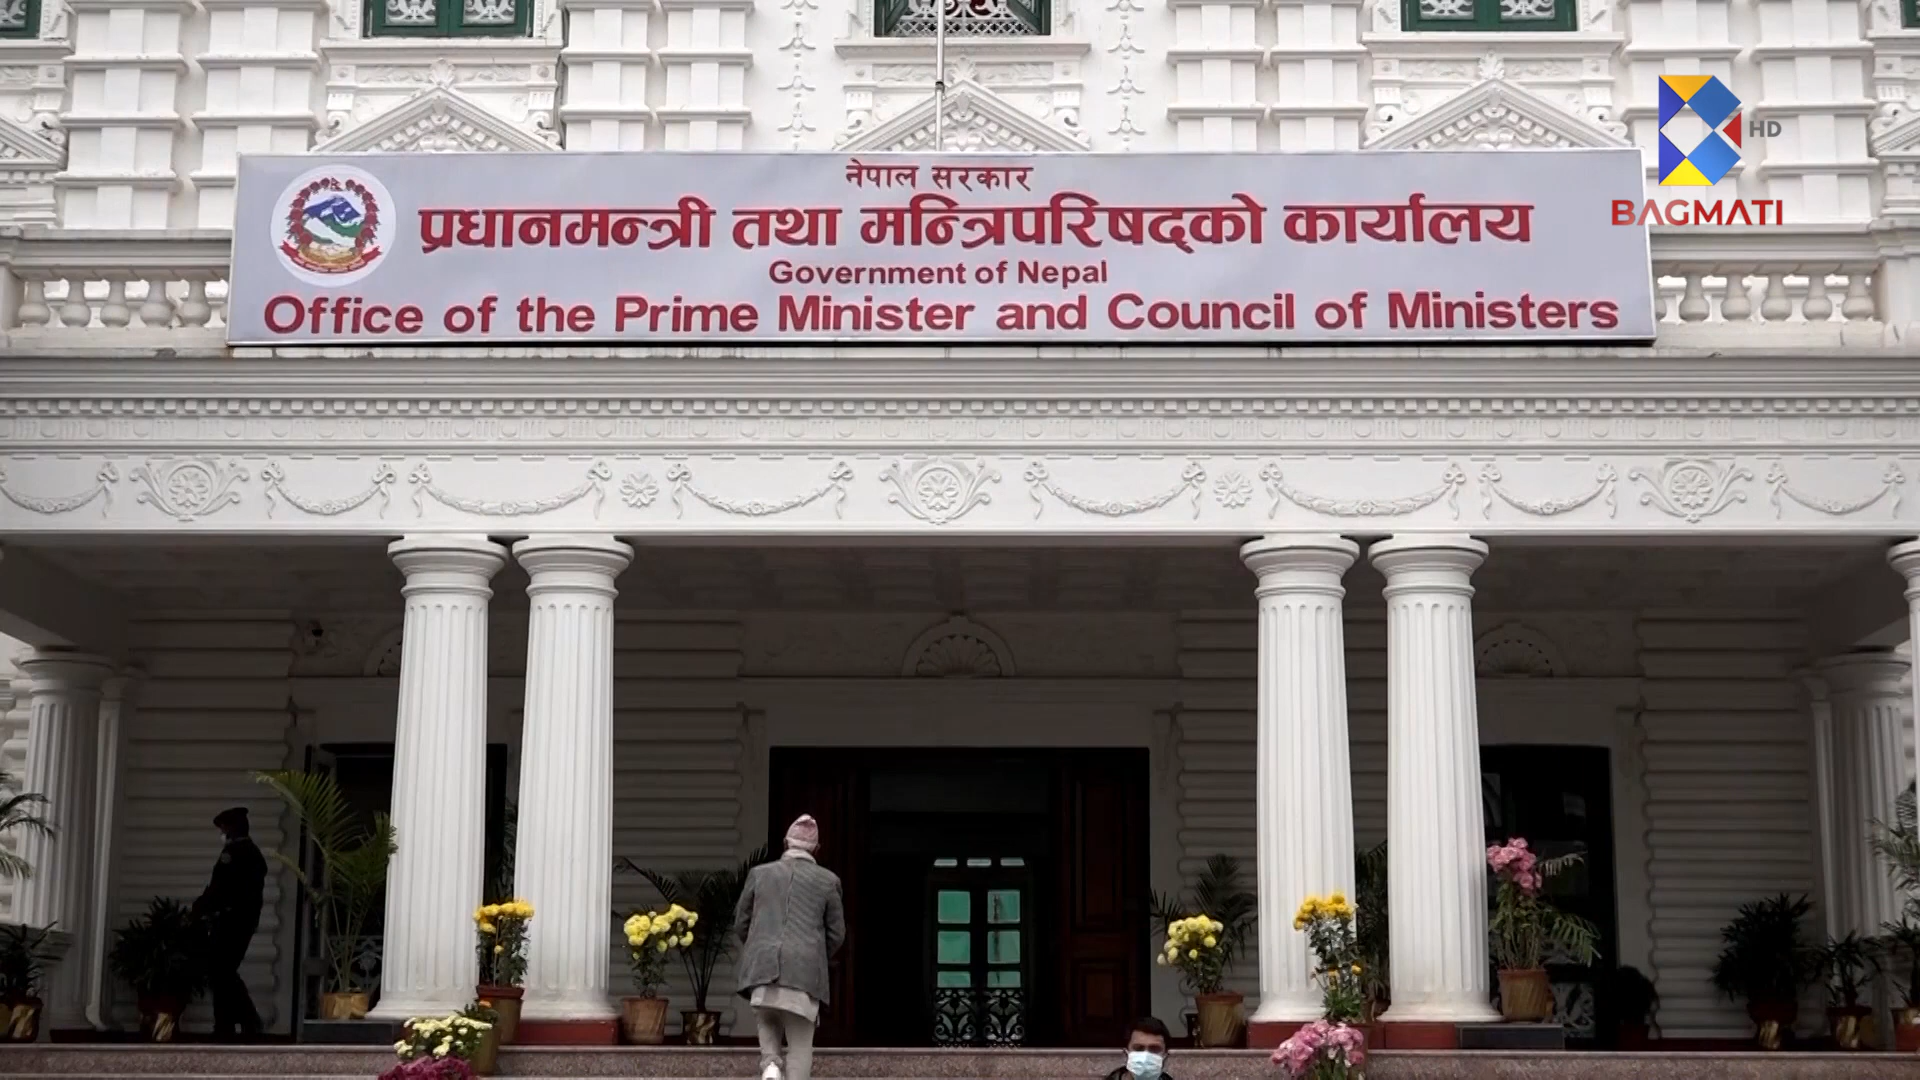 नेपाल सरकार
प्रधानमन्त्री तथा मन्त्रिपरिषद्को कार्यालय
Government of Nepal
Office of the Prime Minister and Council of Ministers
HD
BAGMATI